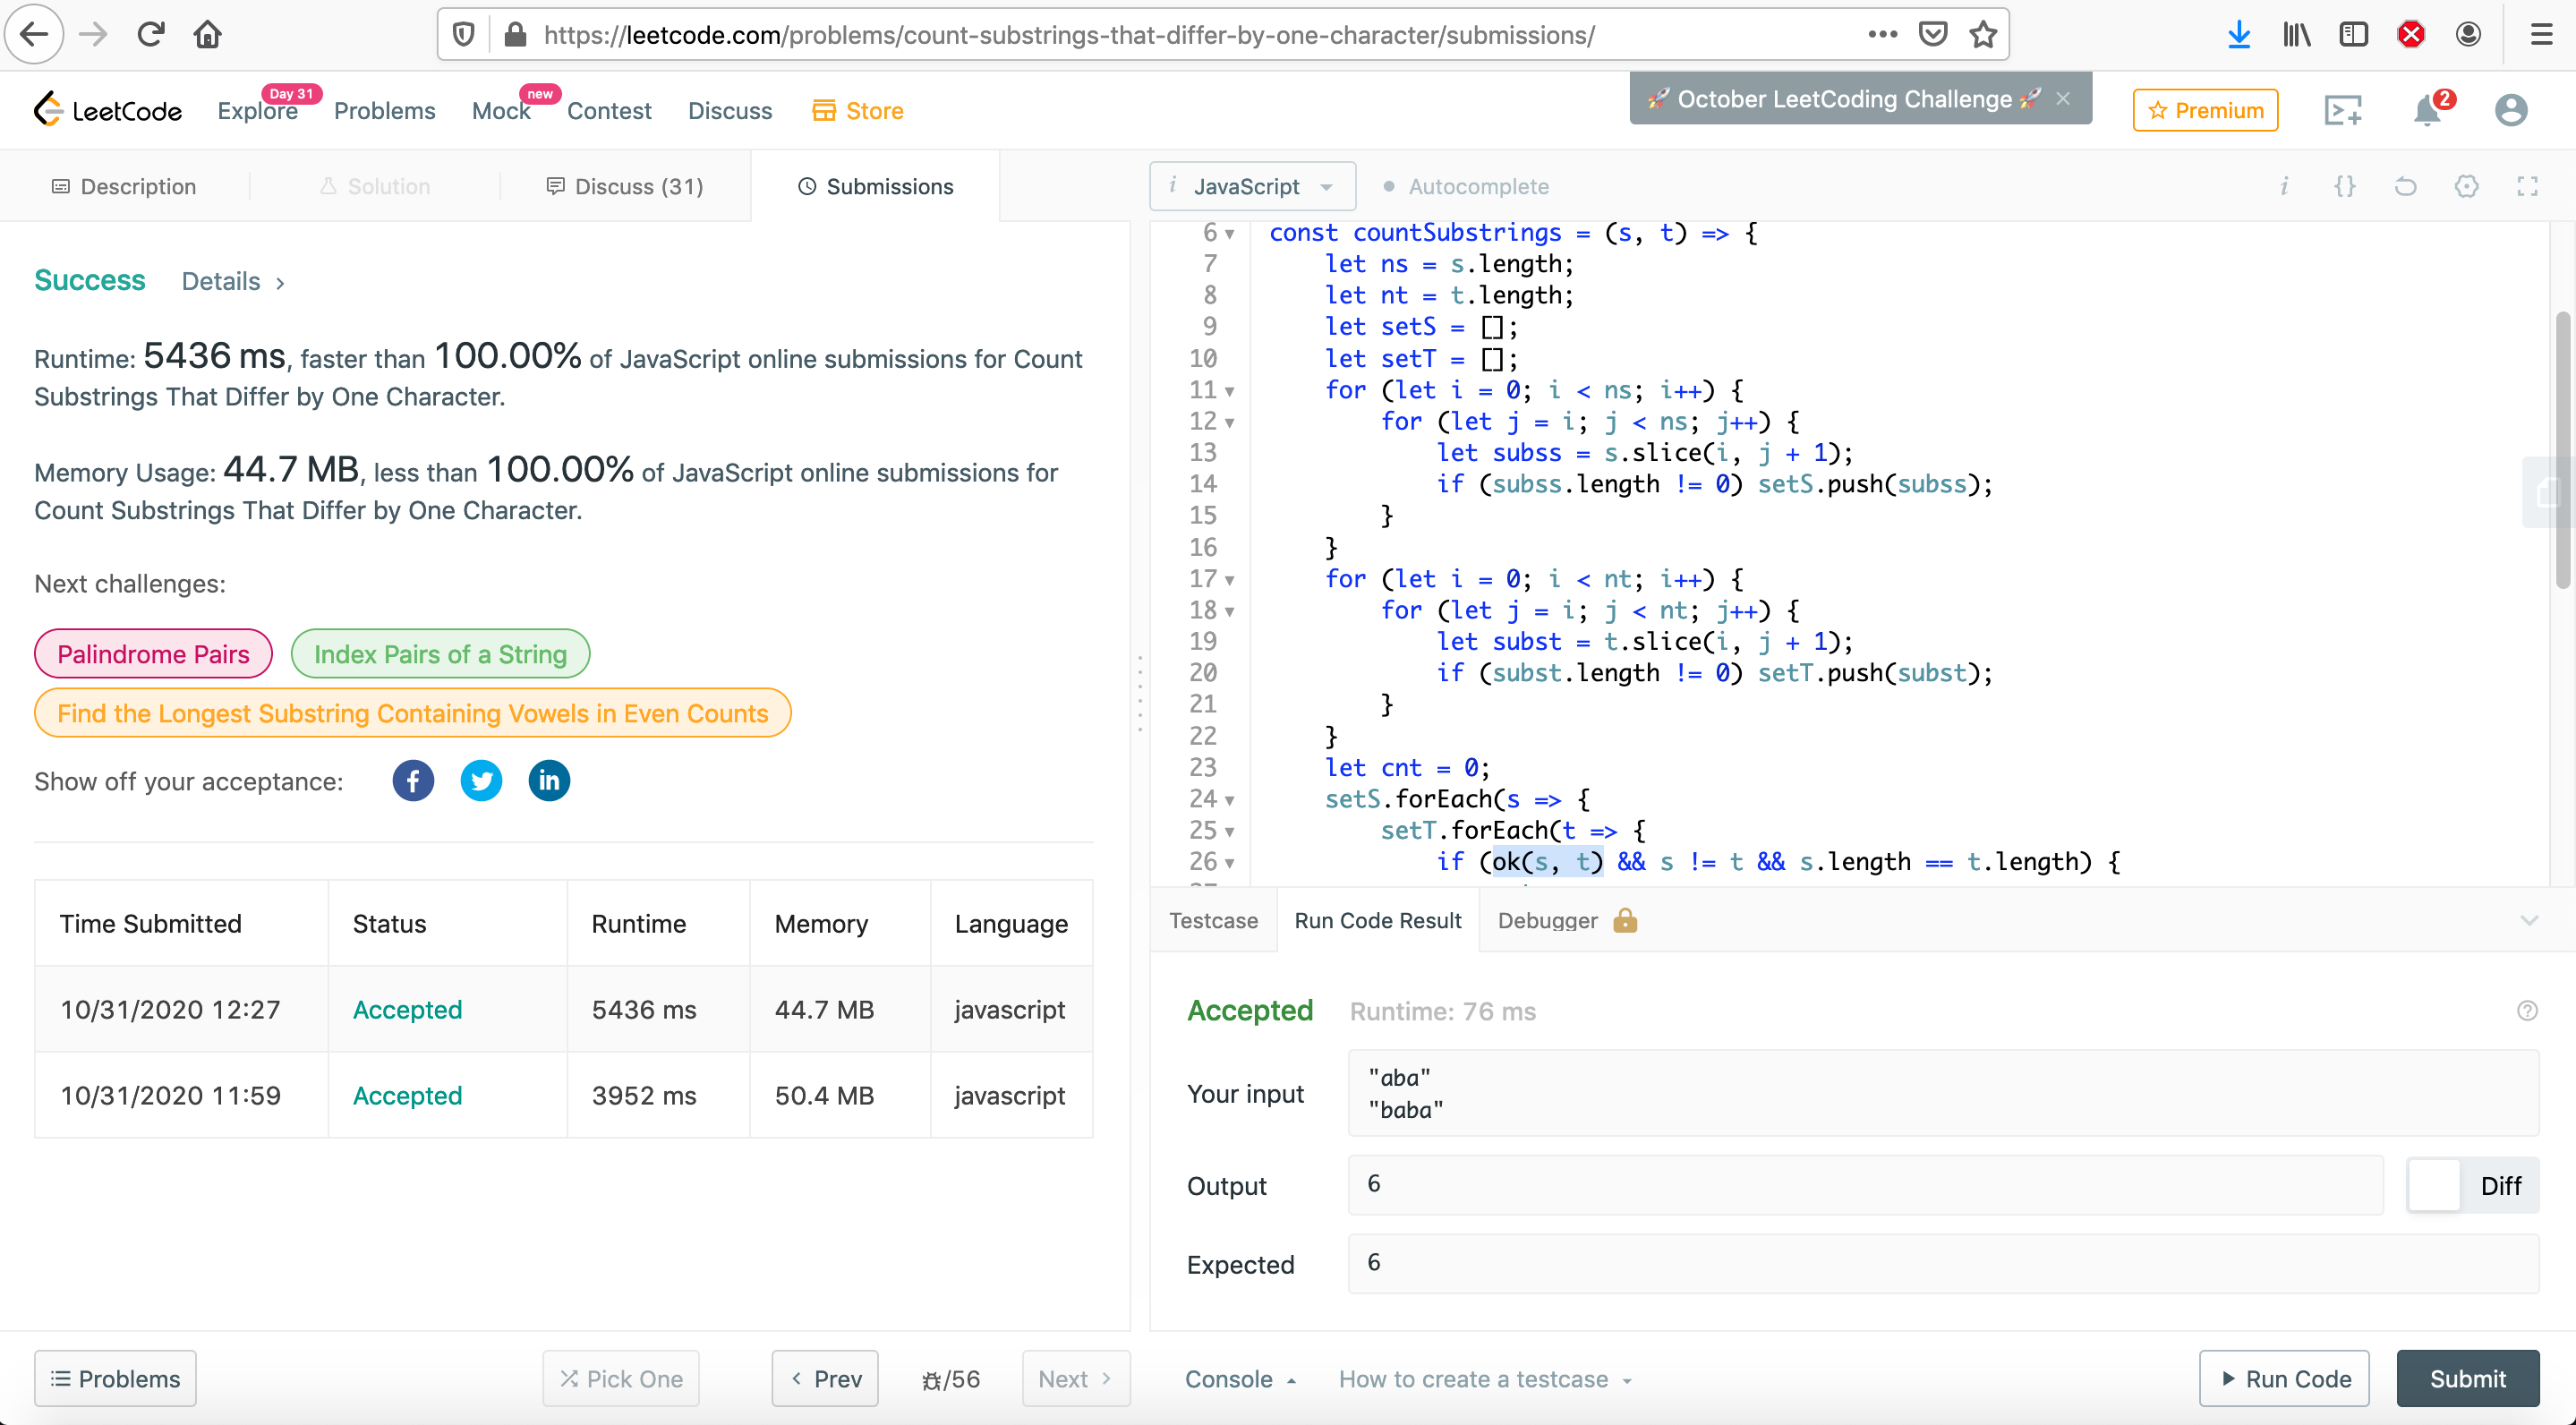 https://leetcode.com/problems/count-substrings-that-differ-by-one-character/submissions/
LeetCode
Explore
Day 31
Problems
Mock
new
Contest
Discuss
Store
🚀 October LeetCoding Challenge 🚀 ×
Premium
2
Description
Solution
Discuss (31)
Submissions
i JavaScript
Autocomplete
Success Details >
Runtime: 5436 ms, faster than 100.00% of JavaScript online submissions for Count
Substrings That Differ by One Character.
Memory Usage: 44.7 MB, less than 100.00% of JavaScript online submissions for
Count Substrings That Differ by One Character.
Next challenges:
Palindrome Pairs
Index Pairs of a String
Find the Longest Substring Containing Vowels in Even Counts
Show off your acceptance:
Time Submitted Status Runtime Memory Language
10/31/2020 12:27 Accepted 5436 ms 44.7 MB javascript
10/31/2020 11:59 Accepted 3952 ms 50.4 MB javascript
6 const countSubstrings = (s, t) => {
7 let ns = s.length;
8 let nt = t.length;
9 let setS = [];
10 let setT = [];
11 for (let i = 0; i < ns; i++) {
12 for (let j = i; j < ns; j++) {
13 let subss = s.slice(i, j + 1);
14 if (subss.length != 0) setS.push(subss);
15 }
16 }
17 for (let i = 0; i < nt; i++) {
18 for (let j = i; j < nt; j++) {
19 let subst = t.slice(i, j + 1);
20 if (subst.length != 0) setT.push(subst);
21 }
22 }
23 let cnt = 0;
24 setS.forEach(s => {
25 setT.forEach(t => {
26 if (ok(s, t) && s != t && s.length == t.length) {
Testcase
Run Code Result
Debugger
Accepted Runtime: 76 ms
Your input
"aba"
"baba"
Output
6
Diff
Expected
6
Problems
Pick One
Prev
/56
Next
Console
How to create a testcase
Run Code
Submit